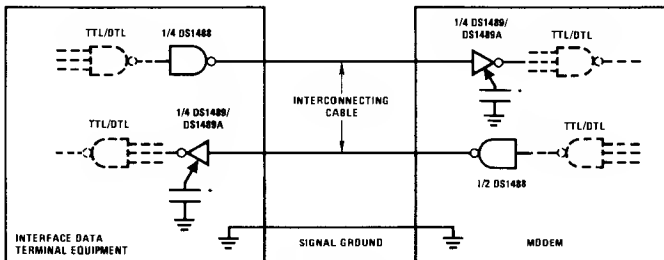 TTL/DTL
1/4 DS1488
1/4 DS1489/
DS1489A
TTL/DTL
INTERCONNECTING
CABLE
TTL/DTL
1/4 DS1489/
DS1489A
TTL/DTL
1/2 DS1488
INTERFACE DATA
TERMINAL EQUIPMENT
SIGNAL GROUND
MODEM